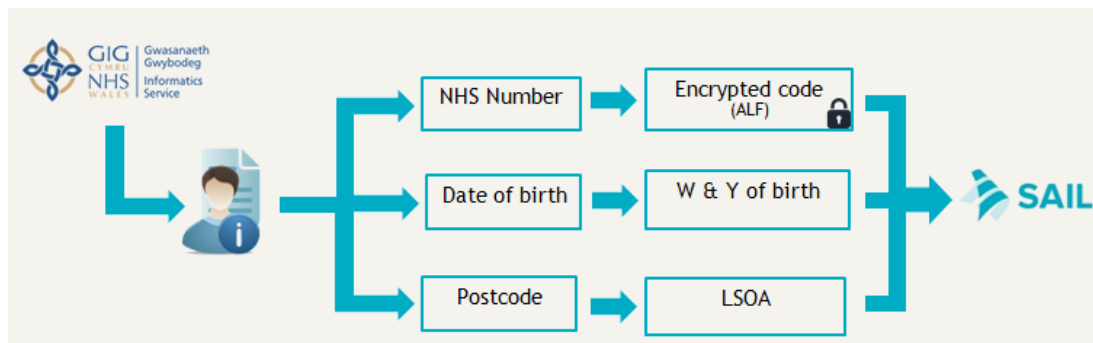 GIG
CYMRU
NHS
WALES
Gwasanaeth
Gwybodeg
Informatics
Service
NHS Number
Encrypted code
(ALF)
Date of birth
W & Y of birth
SAIL
Postcode
LSOA